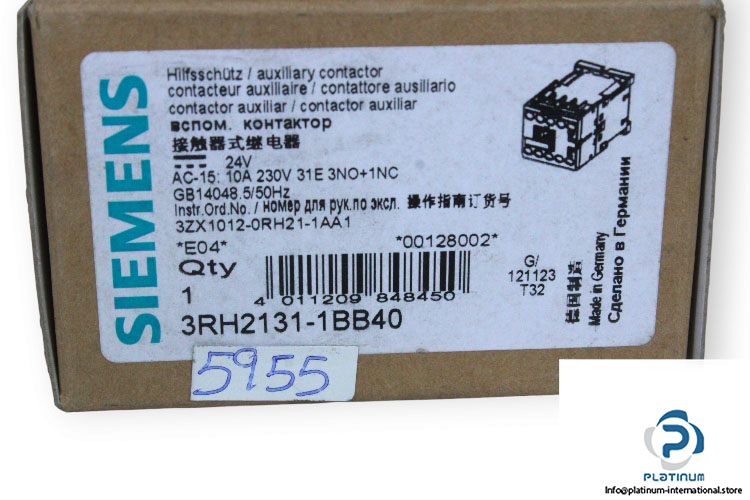 SIEMENS
Hilfsschütz / auxiliary contactor
contacteur auxiliaire / contattore ausiliario
contactor auxiliar / contactor auxiliar
вспом. контактор
接触器式继电器
24V
AC-15: 10A 230V 31E 3NO+1NC
GB14048.5/50Hz
Instr.Ord.No. / номер для рук.по эксл. 操作指南订货号
3ZX1012-0RH21-1AA1
*E04*
*00128002*
Qty
1
4 011209 848450
3RH2131-1BB40
G/
121123
T32
德国制造
Made in Germany
Сделано в Германии
5955
PLATINUM
Info@platinum-international.store